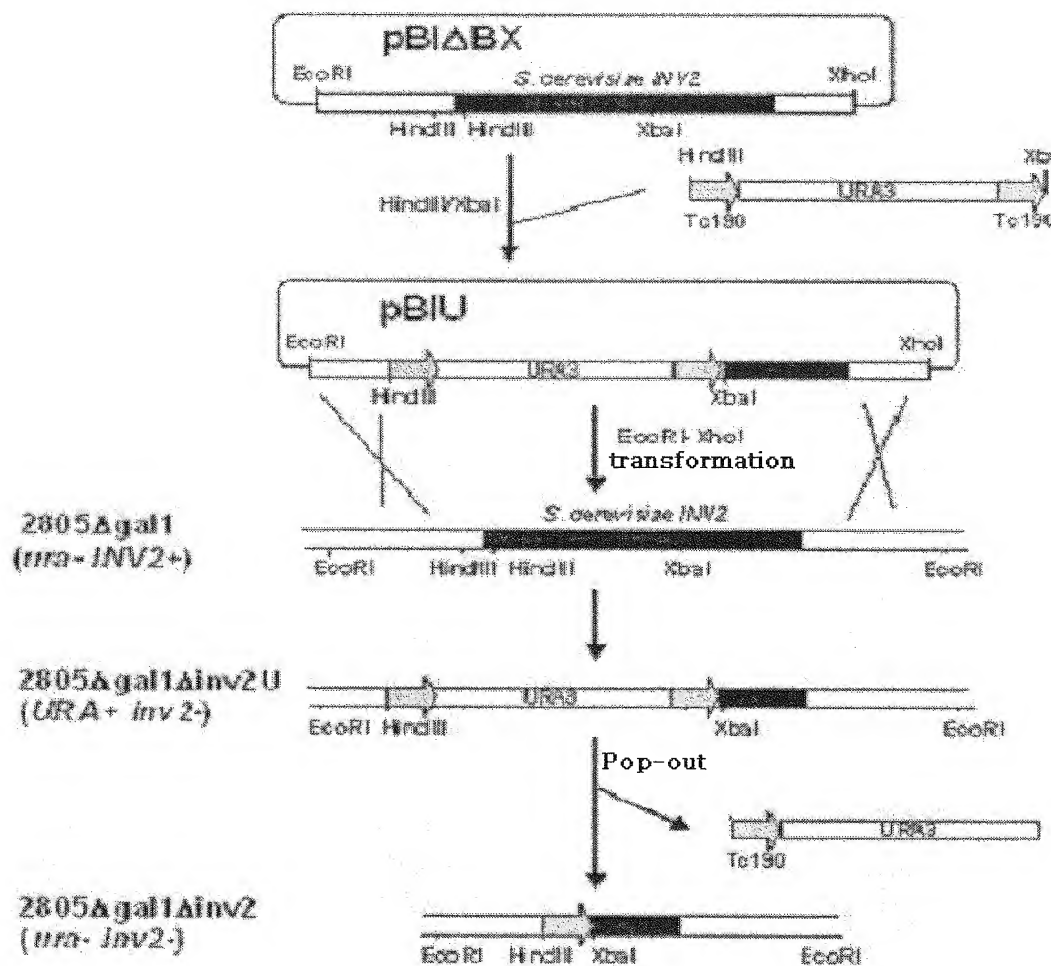 pBIΔBX
EcoRI
S. cerevisiae INV2
XhoI
HindIII HindIII XbaI
HindIII Xb
HindIII/XbaI
URA3
Tc190 Tc190
pBIU
EcoRI XhoI
URA3
HindIII XbaI
EcoRI-XhoI
transformation
2805Δgal1
(ura- INV2+)
S. cerevisiae INV2
EcoRI HindIII HindIII XbaI EcoRI
2805Δgal1Δinv2U
(URA+ inv2-)
URA3
EcoRI HindIII XbaI EcoRI
Pop-out
URA3
Tc190
2805Δgal1Δinv2
(ura- inv2-)
EcoRI HindIII XbaI EcoRI